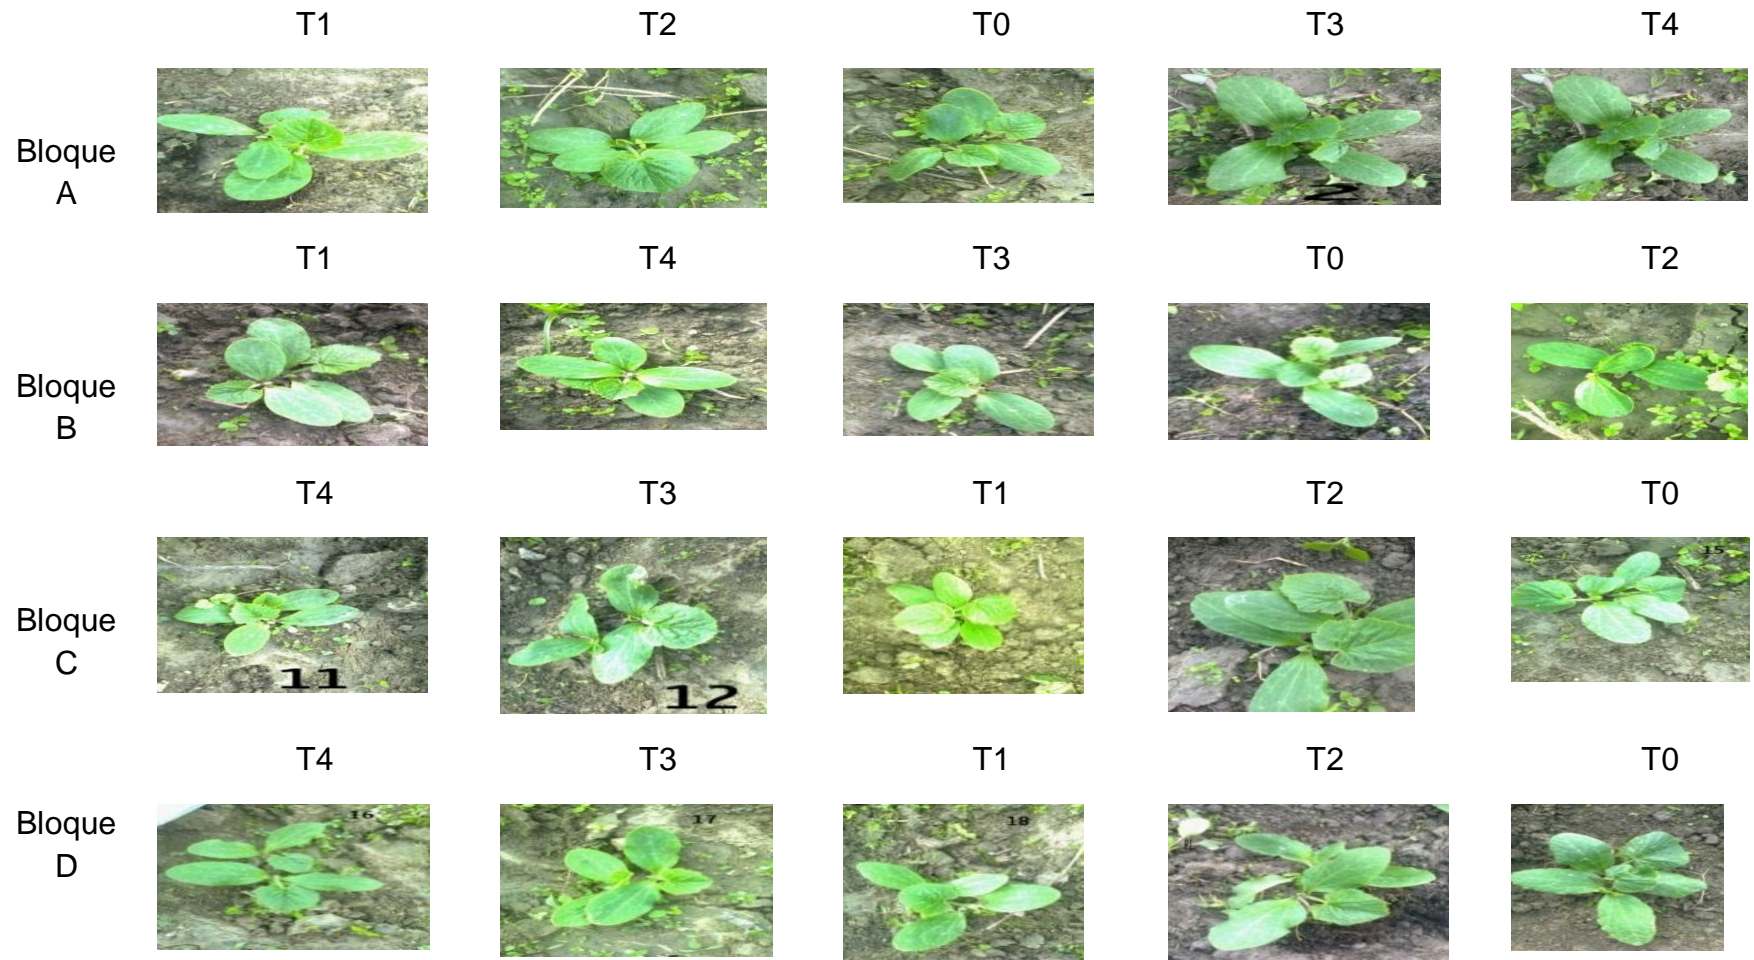 T1 T2 T0 T3 T4
Bloque
A
2
T1 T4 T3 T0 T2
Bloque
B
T4 T3 T1 T2 T0
15
Bloque
C
11
12
T4 T3 T1 T2 T0
Bloque
D
16
17
18